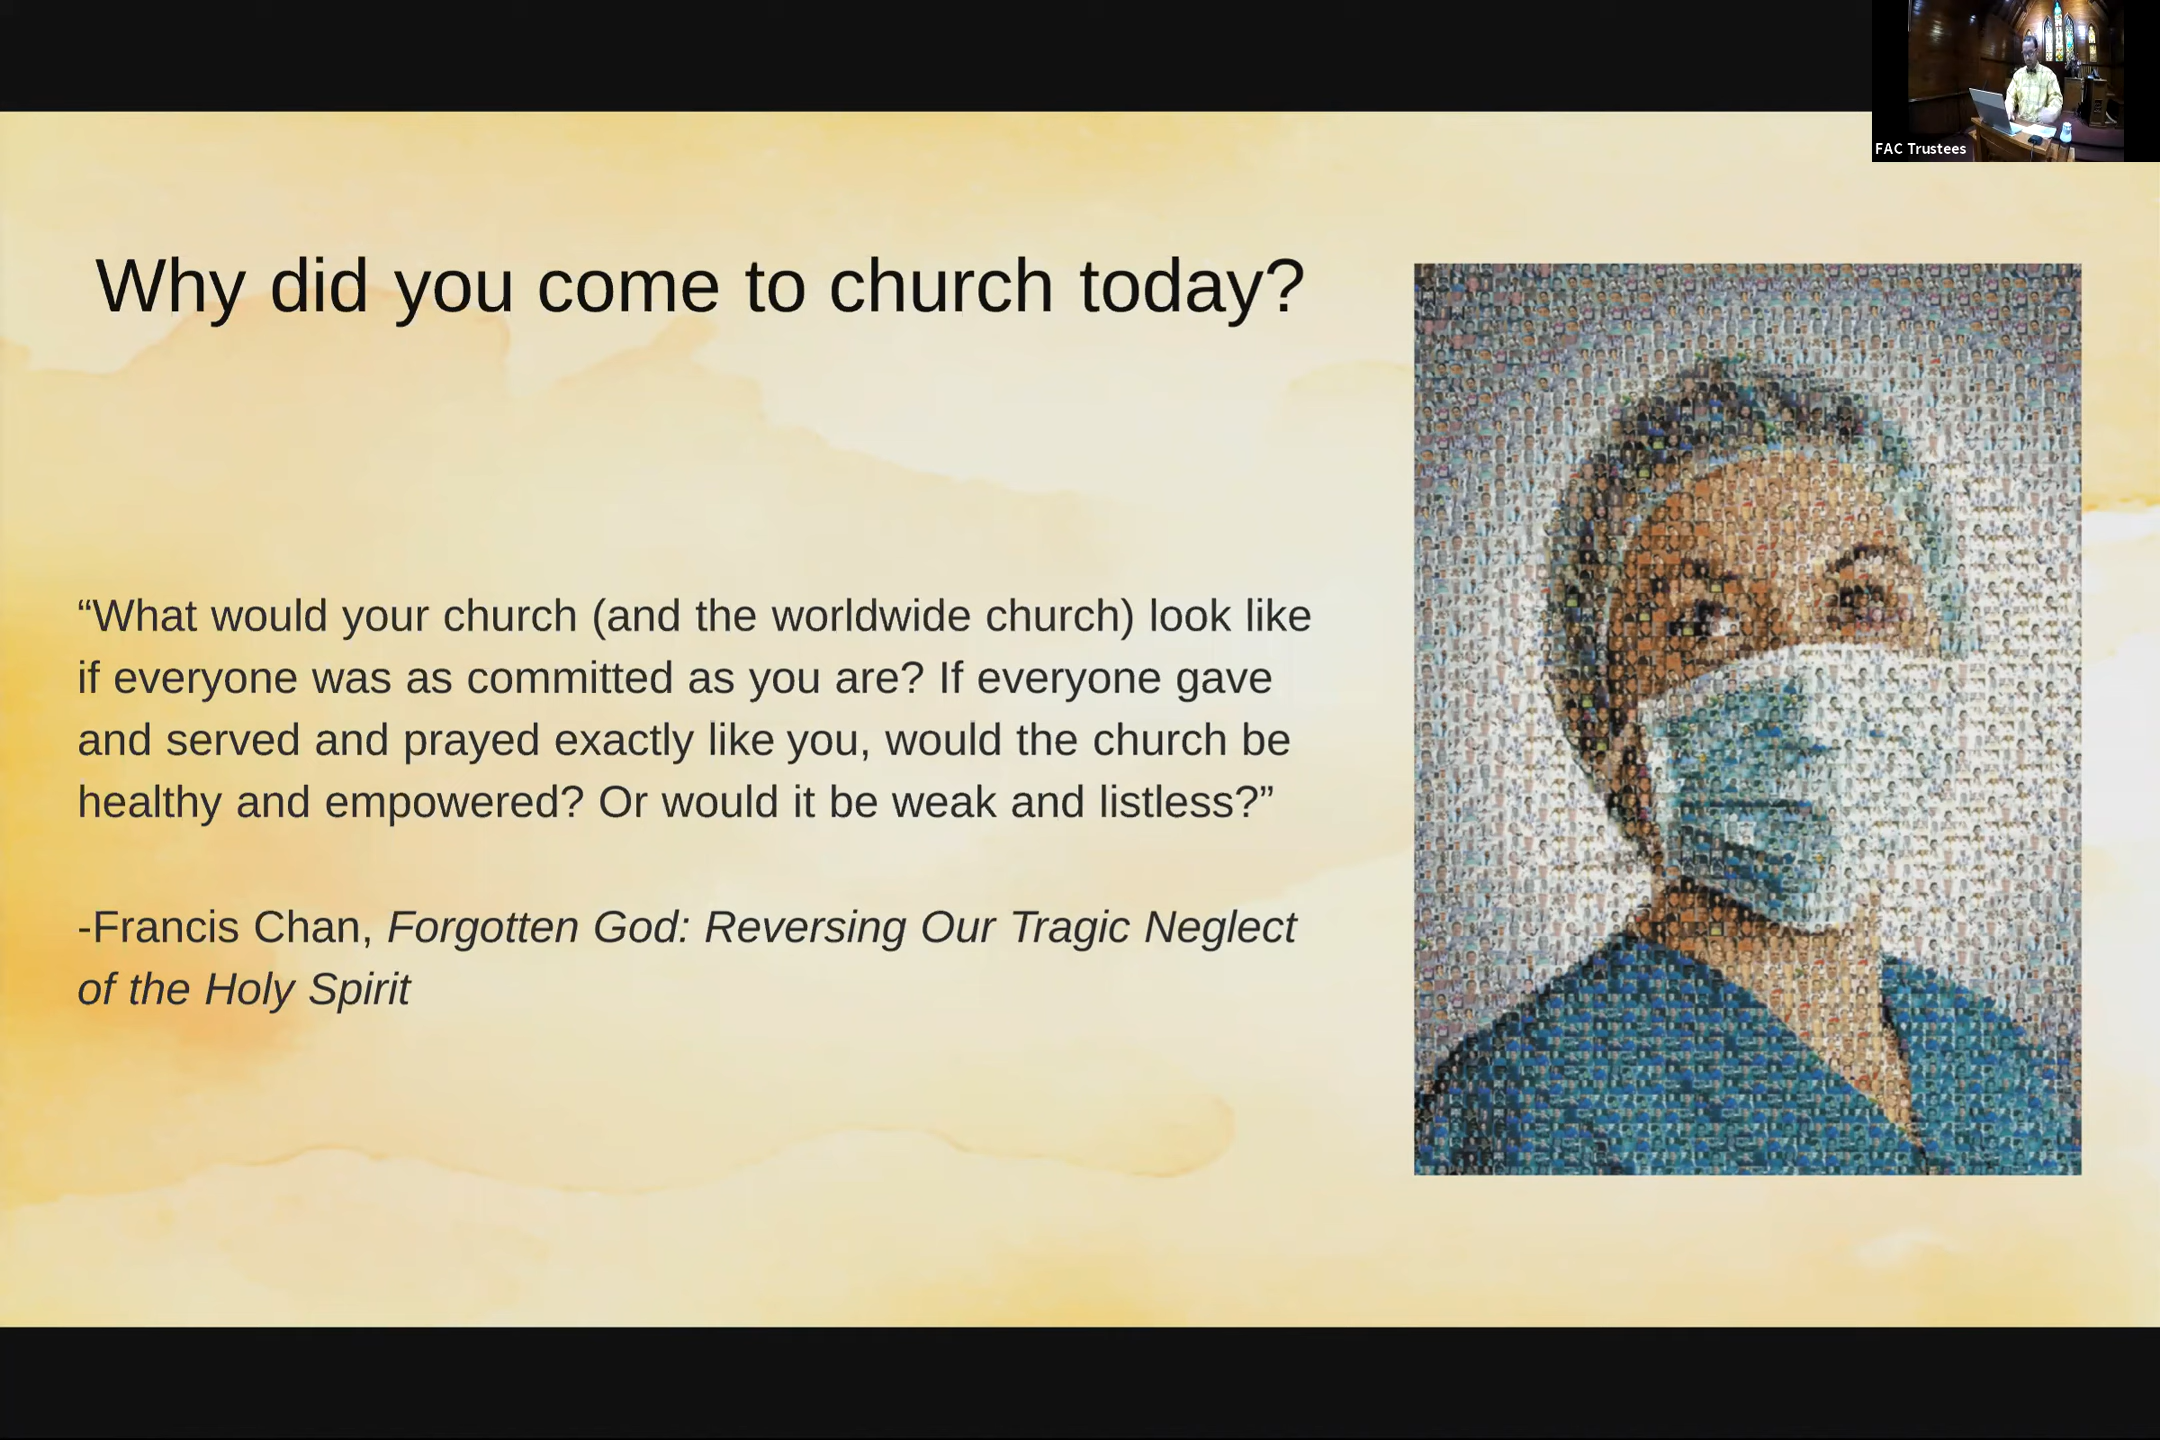 FAC Trustees
Why did you come to church today?
“What would your church (and the worldwide church) look like
if everyone was as committed as you are? If everyone gave
and served and prayed exactly like you, would the church be
healthy and empowered? Or would it be weak and listless?”
-Francis Chan, Forgotten God: Reversing Our Tragic Neglect
of the Holy Spirit